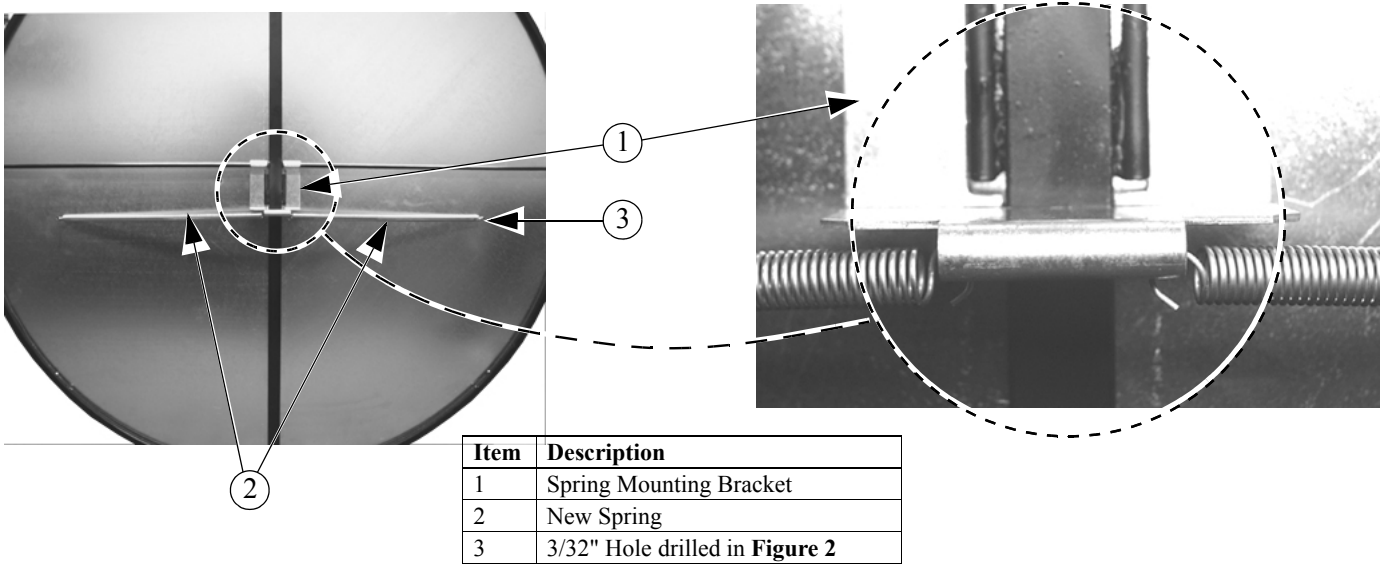 1
3
2
Item Description
1 Spring Mounting Bracket
2 New Spring
3 3/32" Hole drilled in Figure 2